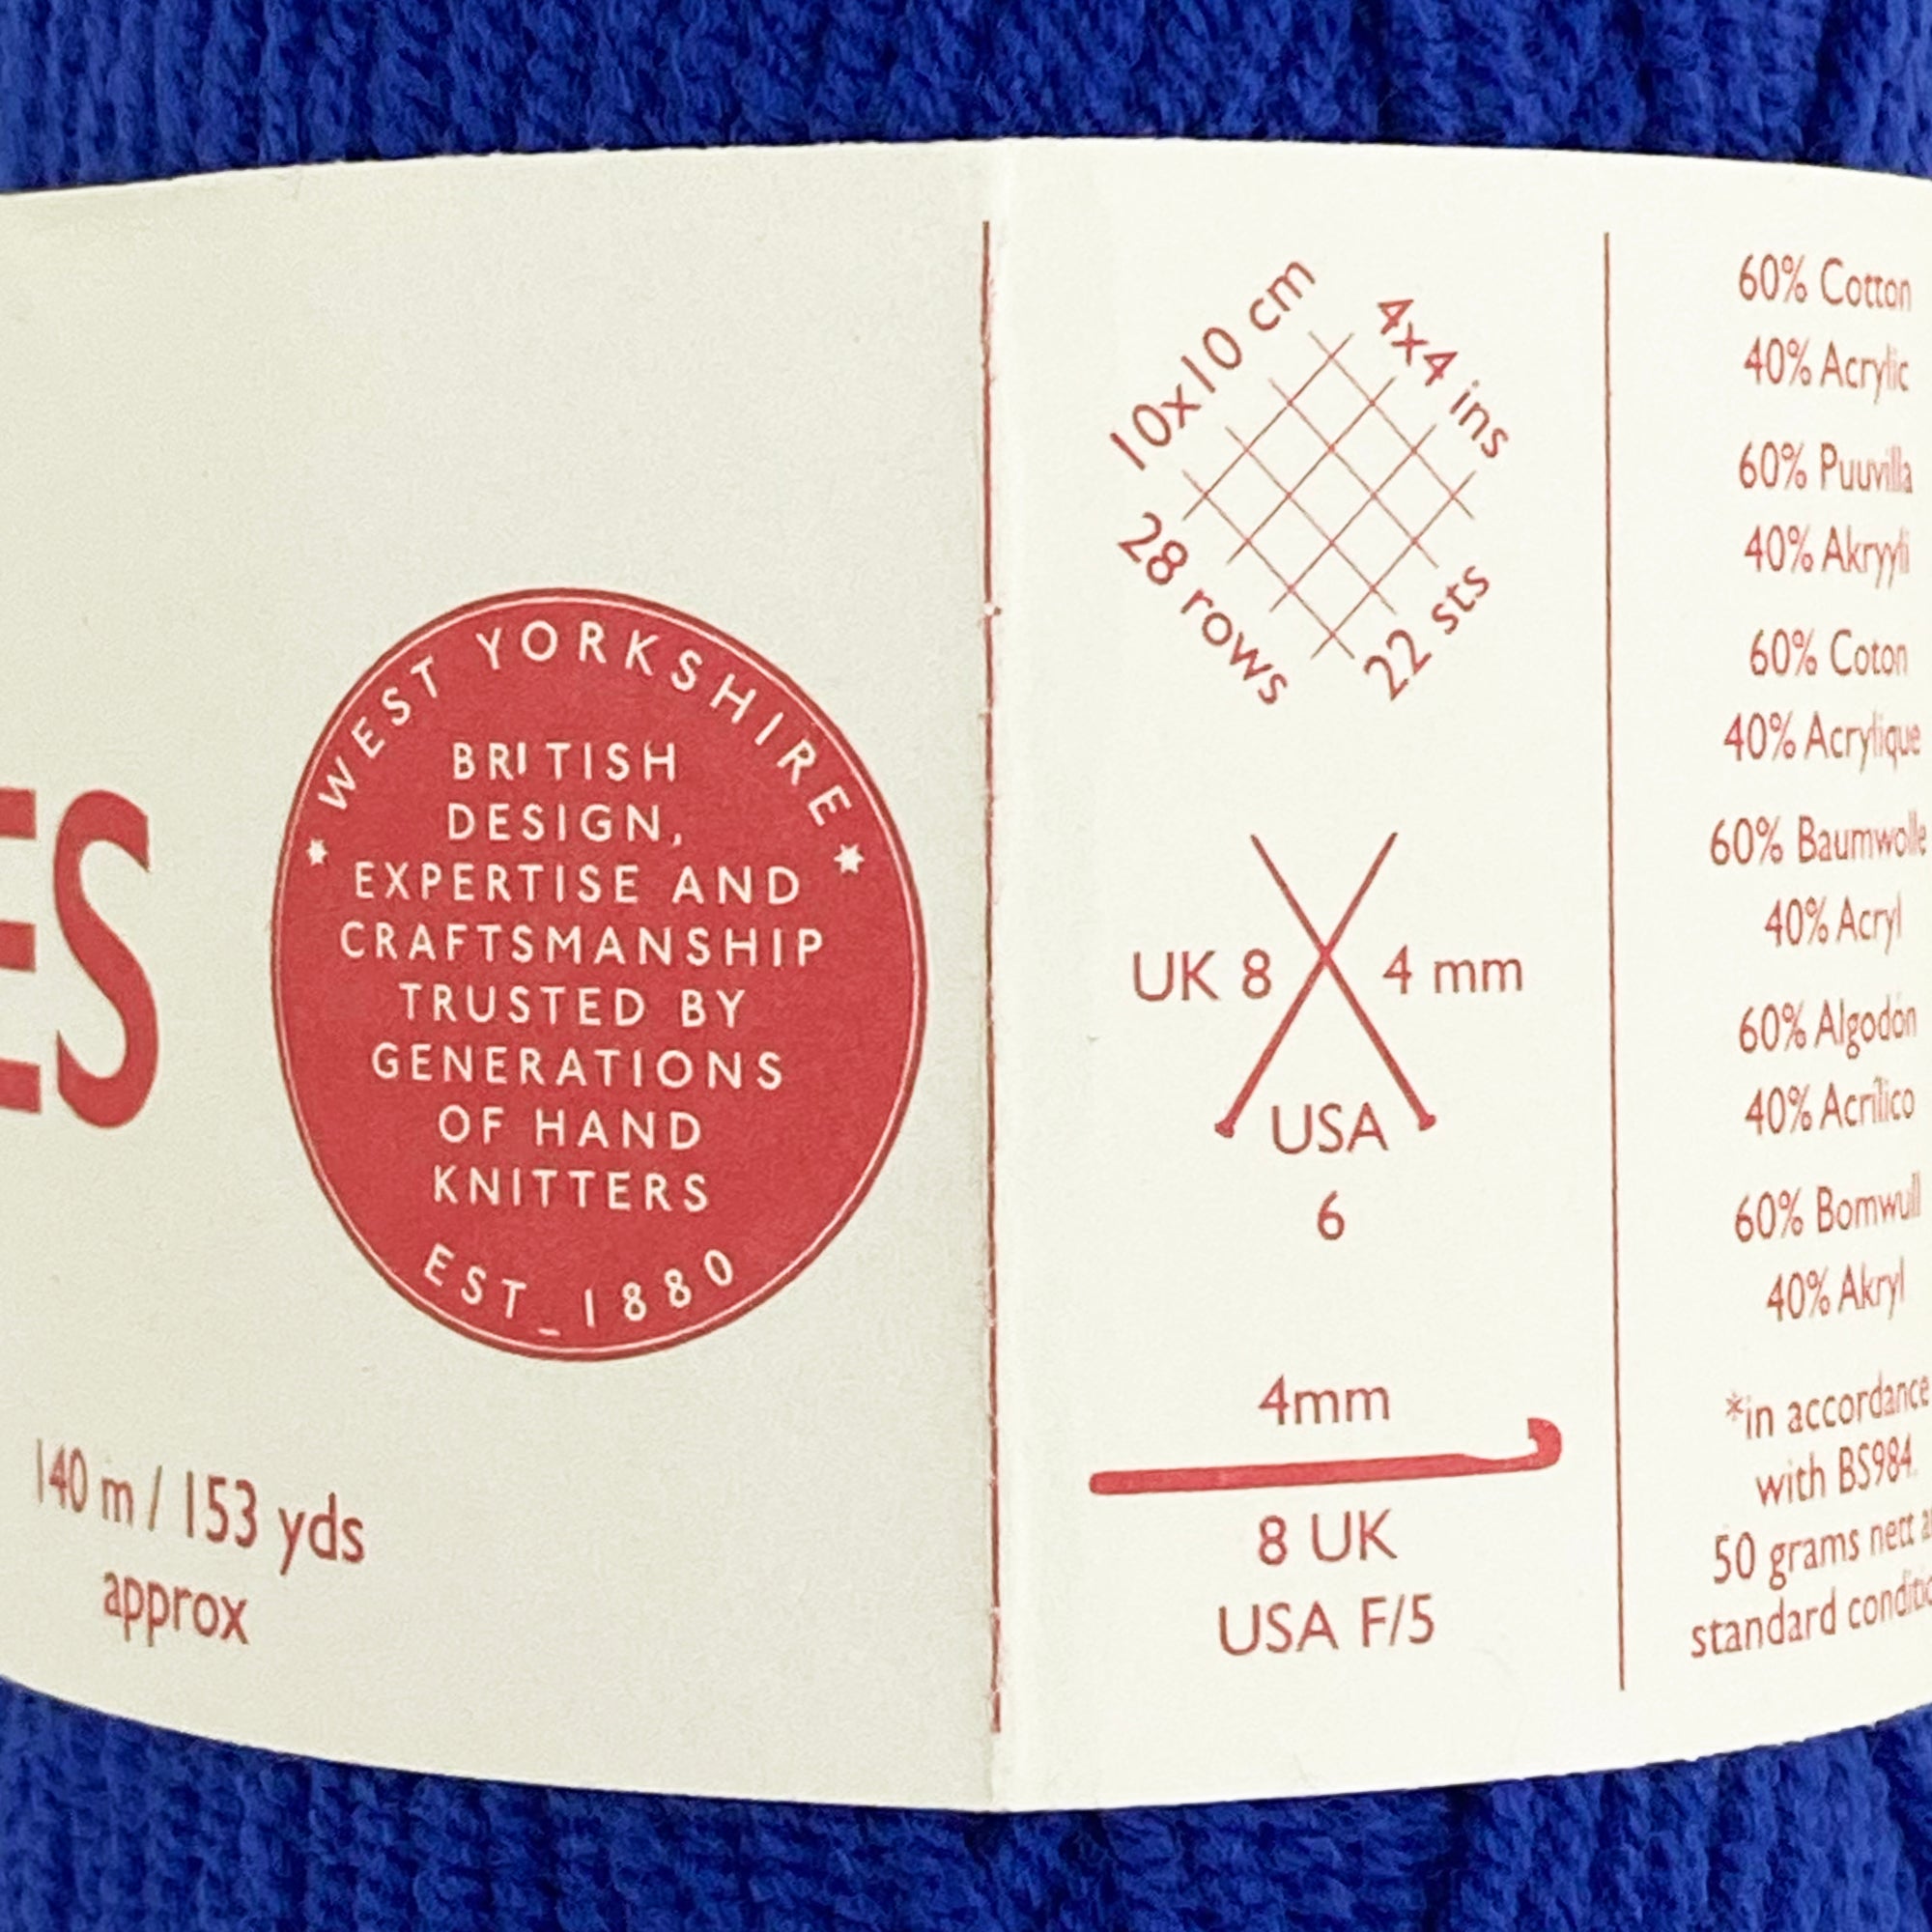 ES
WEST YORKSHIRE
BRITISH
DESIGN,
EXPERTISE AND
CRAFTSMANSHIP
TRUSTED BY
GENERATIONS
OF HAND
KNITTERS
EST_1880
140 m / 153 yds
approx
10x10 cm
4x4 ins
28 rows
22 sts
UK 8
4 mm
USA
6
4mm
8 UK
USA F/5
60% Cotton
40% Acrylic
60% Puuvilla
40% Akryyli
60% Coton
40% Acrylique
60% Baumwolle
40% Acryl
60% Algodón
40% Acrílico
60% Bomwull
40% Akryl
*in accordance
with BS984.
50 grams nett
standard